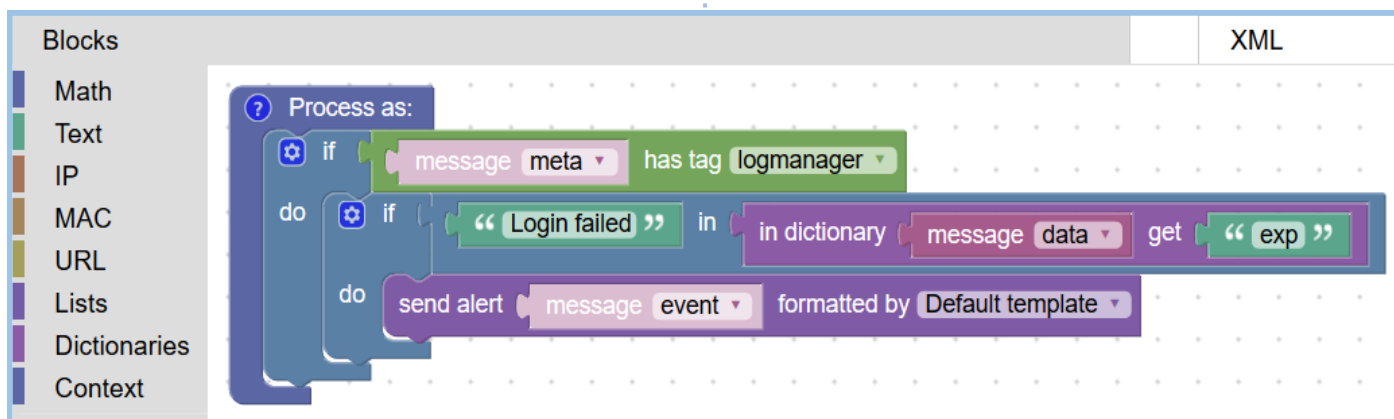 Blocks
XML
Math
Text
IP
MAC
URL
Lists
Dictionaries
Context
? Process as:
if message meta ▾ has tag logmanager ▾
do if “ Login failed ” in in dictionary message data ▾ get “ exp ”
do send alert message event ▾ formatted by Default template ▾